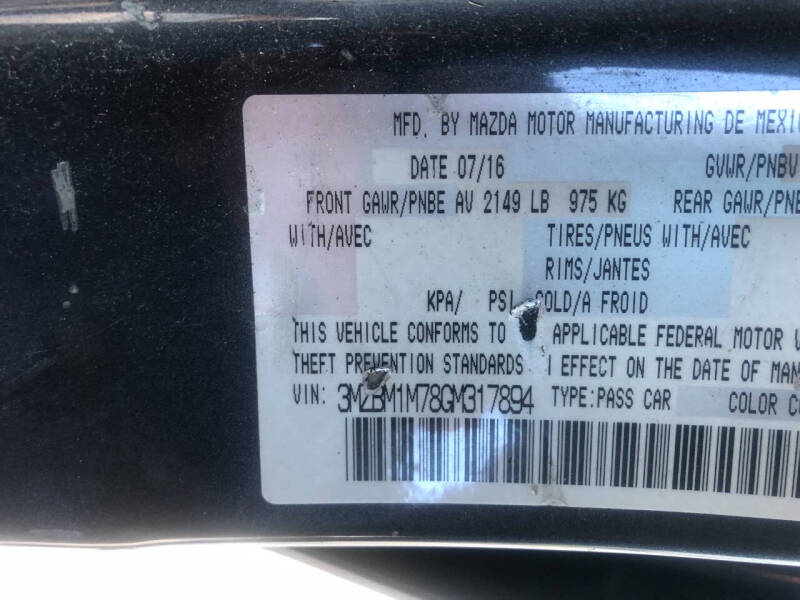 MFD. BY MAZDA MOTOR MANUFACTURING DE
DATE 07/16 GVWR/PNBV
FRONT GAWR/PNBE AV 2149 LB 975 KG REAR GAWR/PNBE
WITH/AVEC TIRES/PNEUS WITH/AVEC
RIMS/JANTES
KPA/ PSI COLD/A FROID
THIS VEHICLE CONFORMS TO APPLICABLE FEDERAL MOTOR
THEFT PREVENTION STANDARDS I EFFECT ON THE DATE OF MAN
VIN: 3MZBM1M78GM317894 TYPE:PASS CAR COLOR C